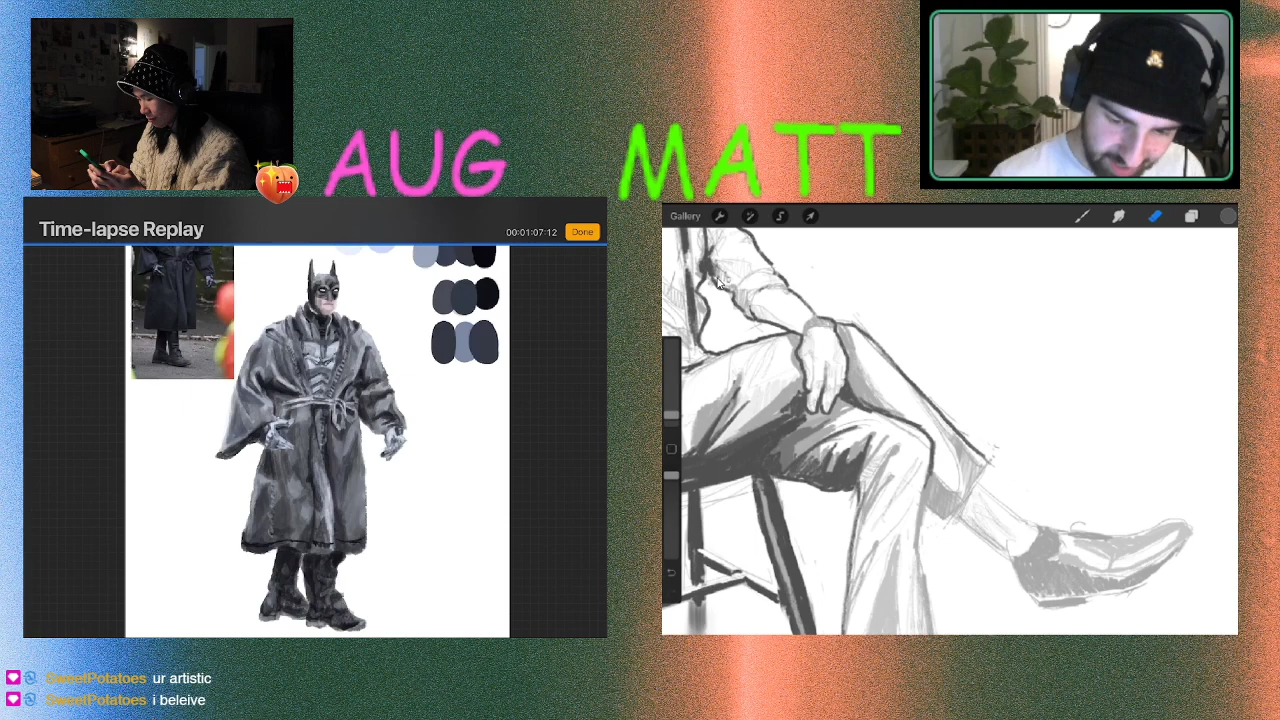 AUG
MATT
Time-lapse Replay
00:01:07:12
Done
Gallery
SweetPotatoes ur artistic
SweetPotatoes i beleive